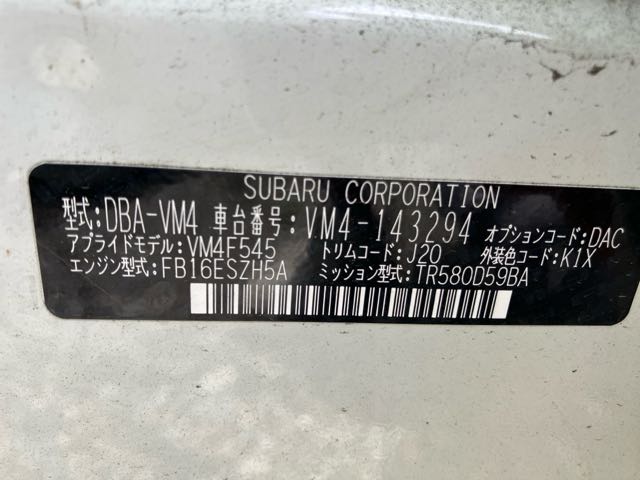 SUBARU CORPORATION
型式:DBA-VM4 車台番号:VM4-143294 オプションコード:DAC
アプライドモデル:VM4F545 トリムコード:J20 外装色コード:K1X
エンジン型式:FB16ESZH5A ミッション型式:TR580D59BA